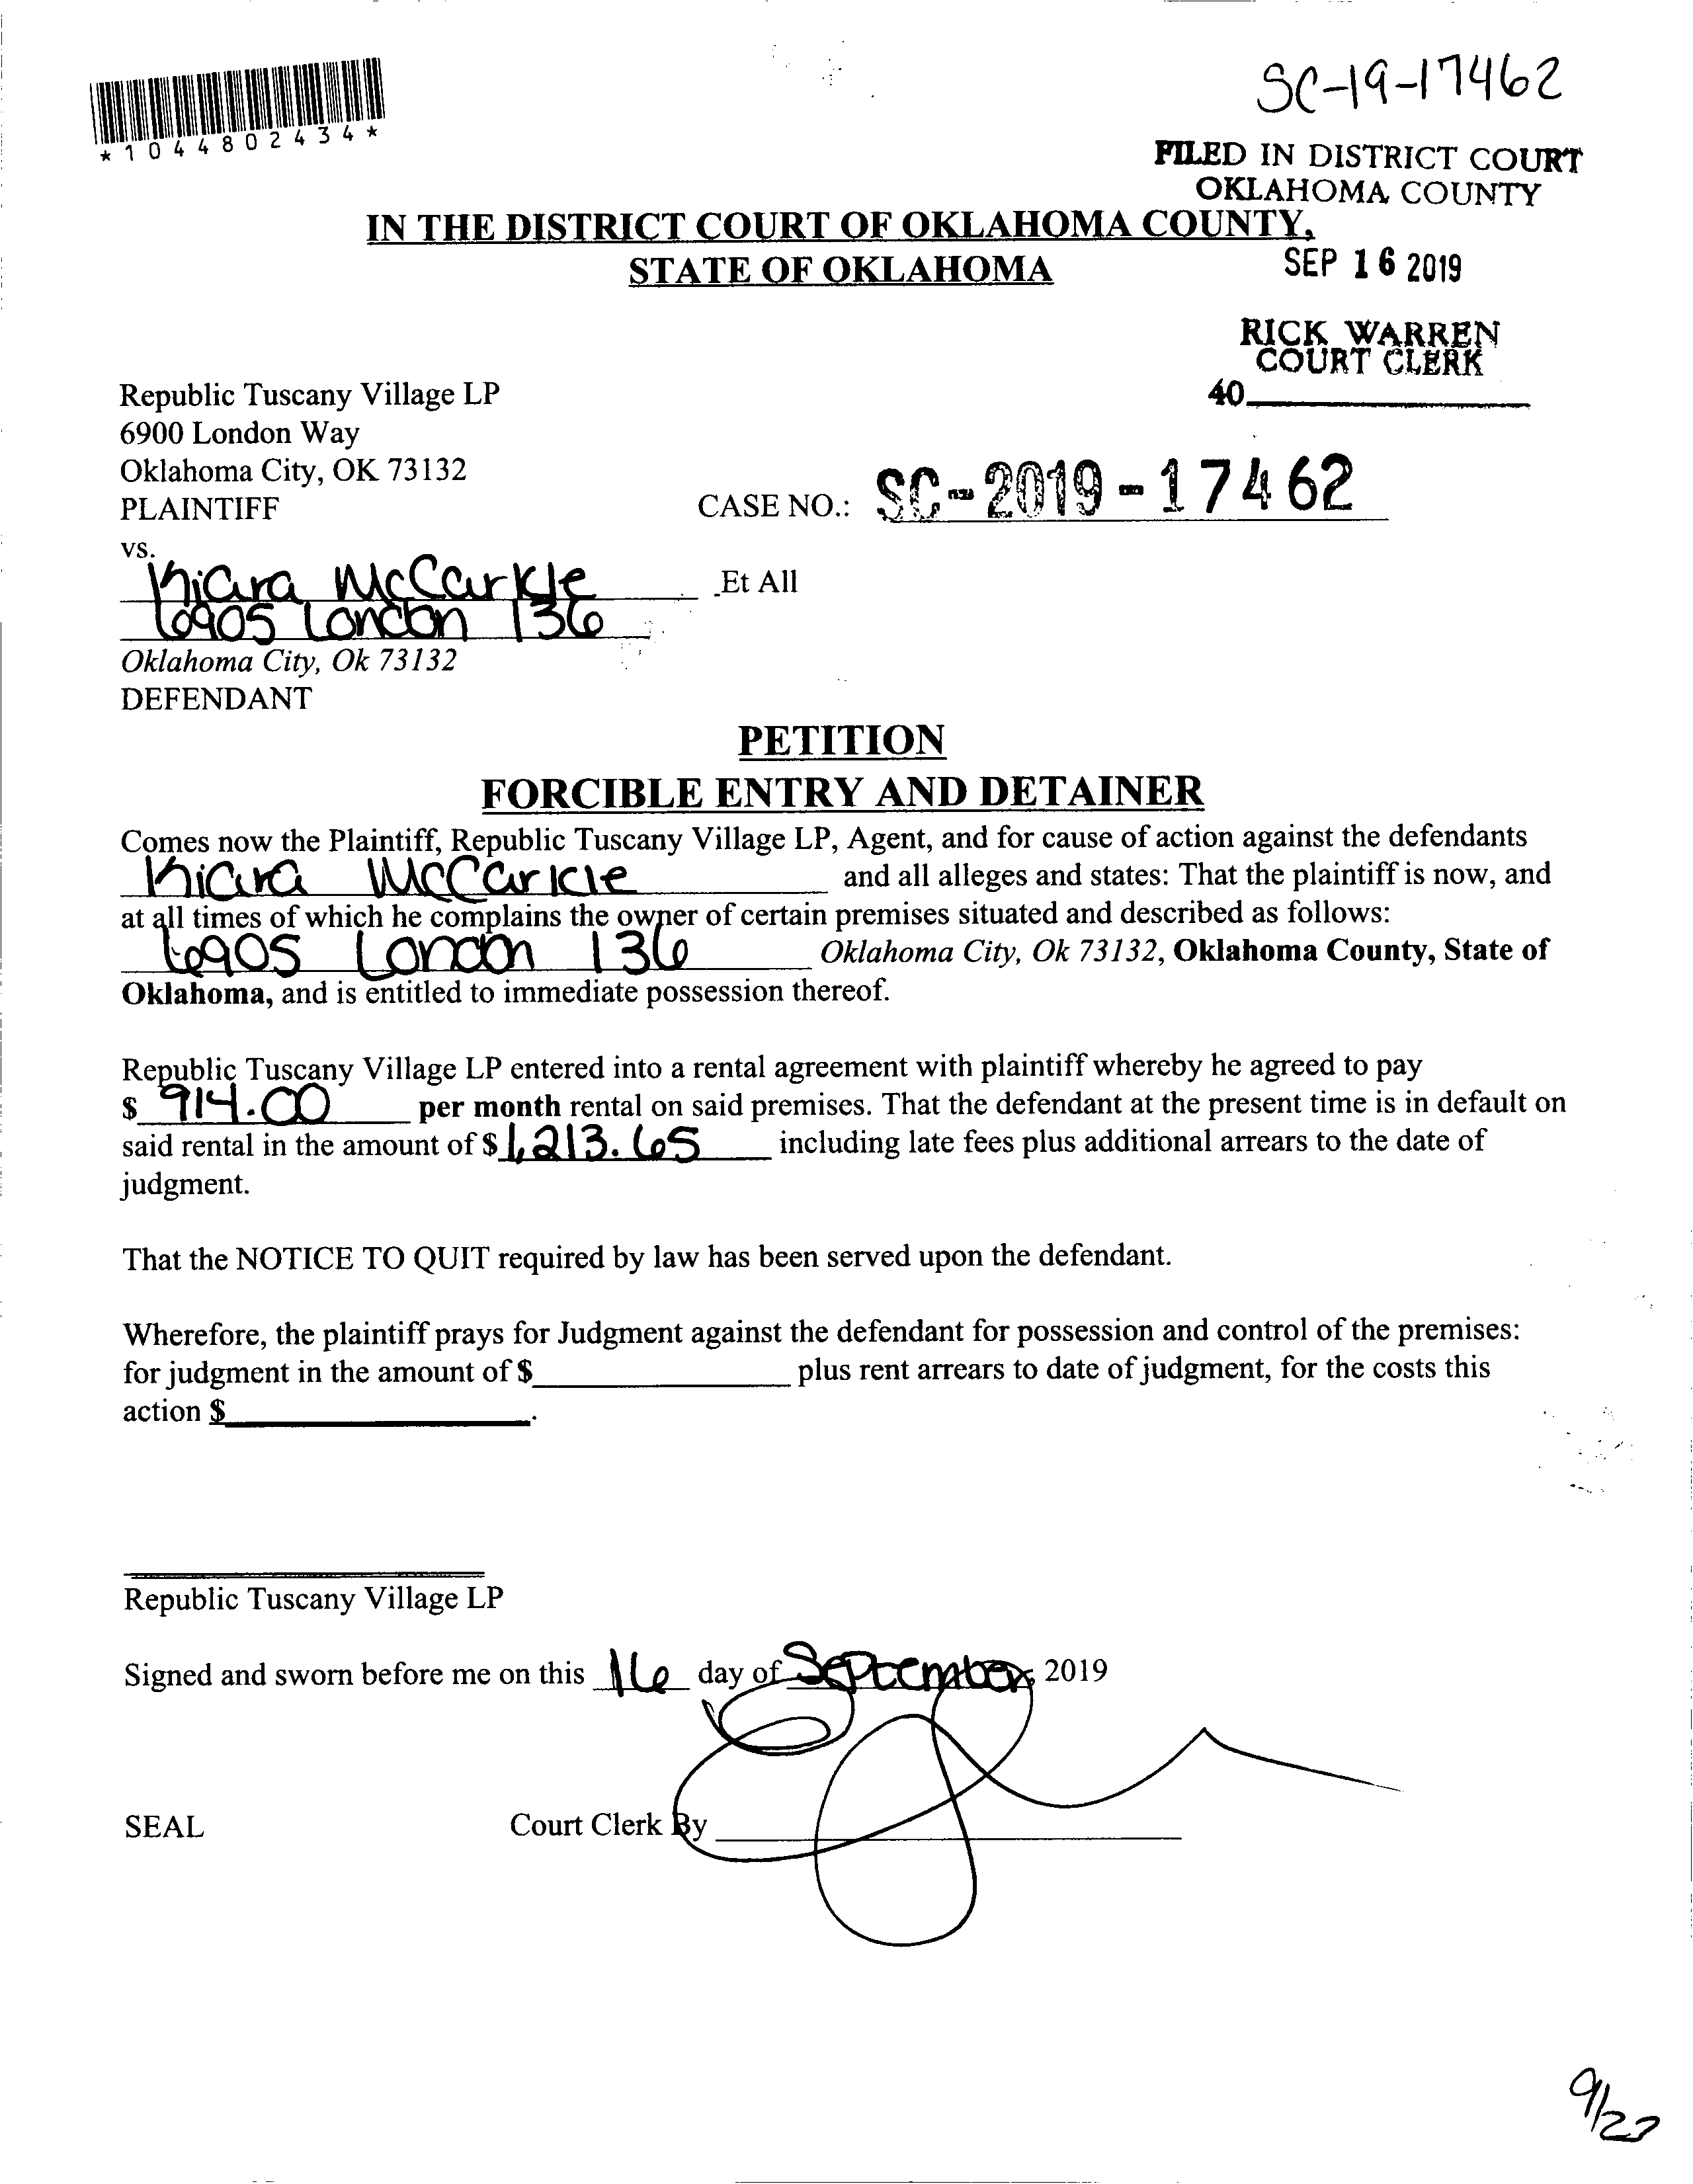 SC-19-17462
*1044802434*
FILED IN DISTRICT COURT
OKLAHOMA COUNTY
IN THE DISTRICT COURT OF OKLAHOMA COUNTY,
STATE OF OKLAHOMA
SEP 16 2019
RICK WARREN
COURT CLERK
40
Republic Tuscany Village LP
6900 London Way
Oklahoma City, OK 73132
PLAINTIFF
CASE NO.: SC-2019-17462
vs.
Kiara McCarkle Et All
6905 London 136
Oklahoma City, Ok 73132
DEFENDANT
PETITION
FORCIBLE ENTRY AND DETAINER
Comes now the Plaintiff, Republic Tuscany Village LP, Agent, and for cause of action against the defendants
Kiara McCarkle and all alleges and states: That the plaintiff is now, and
at all times of which he complains the owner of certain premises situated and described as follows:
6905 London 136 Oklahoma City, Ok 73132, Oklahoma County, State of
Oklahoma, and is entitled to immediate possession thereof.
Republic Tuscany Village LP entered into a rental agreement with plaintiff whereby he agreed to pay
$ 914.00 per month rental on said premises. That the defendant at the present time is in default on
said rental in the amount of $ 1,213.65 including late fees plus additional arrears to the date of
judgment.
That the NOTICE TO QUIT required by law has been served upon the defendant.
Wherefore, the plaintiff prays for Judgment against the defendant for possession and control of the premises:
for judgment in the amount of $ plus rent arrears to date of judgment, for the costs this
action $ .
Republic Tuscany Village LP
Signed and sworn before me on this 16 day of September, 2019
SEAL Court Clerk By
9/27